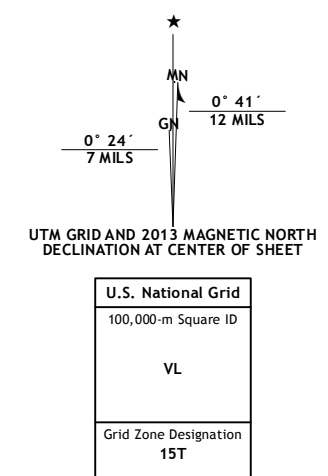 ★
MN
0° 41´
12 MILS
GN
0° 24´
7 MILS
UTM GRID AND 2013 MAGNETIC NORTH
DECLINATION AT CENTER OF SHEET
U.S. National Grid
100,000-m Square ID
VL
Grid Zone Designation
15T